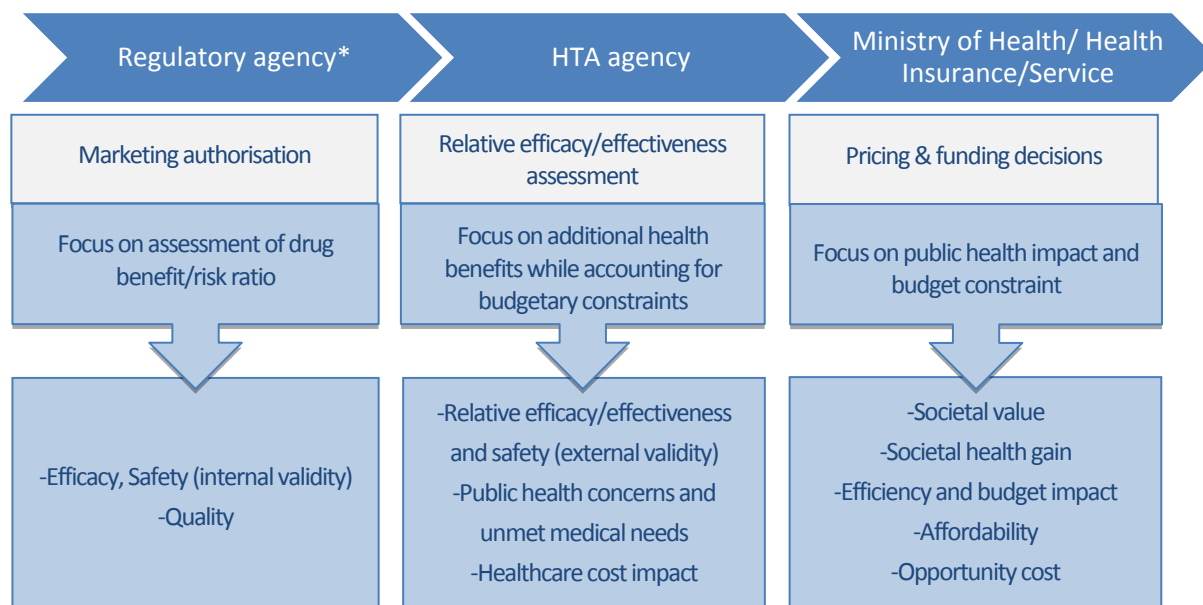 Regulatory agency*
HTA agency
Ministry of Health/ Health
Insurance/Service
Marketing authorisation
Relative efficacy/effectiveness
assessment
Pricing & funding decisions
Focus on assessment of drug
benefit/risk ratio
Focus on additional health
benefits while accounting for
budgetary constraints
Focus on public health impact and
budget constraint
-Efficacy, Safety (internal validity)
-Quality
-Relative efficacy/effectiveness
and safety (external validity)
-Public health concerns and
unmet medical needs
-Healthcare cost impact
-Societal value
-Societal health gain
-Efficiency and budget impact
-Affordability
-Opportunity cost